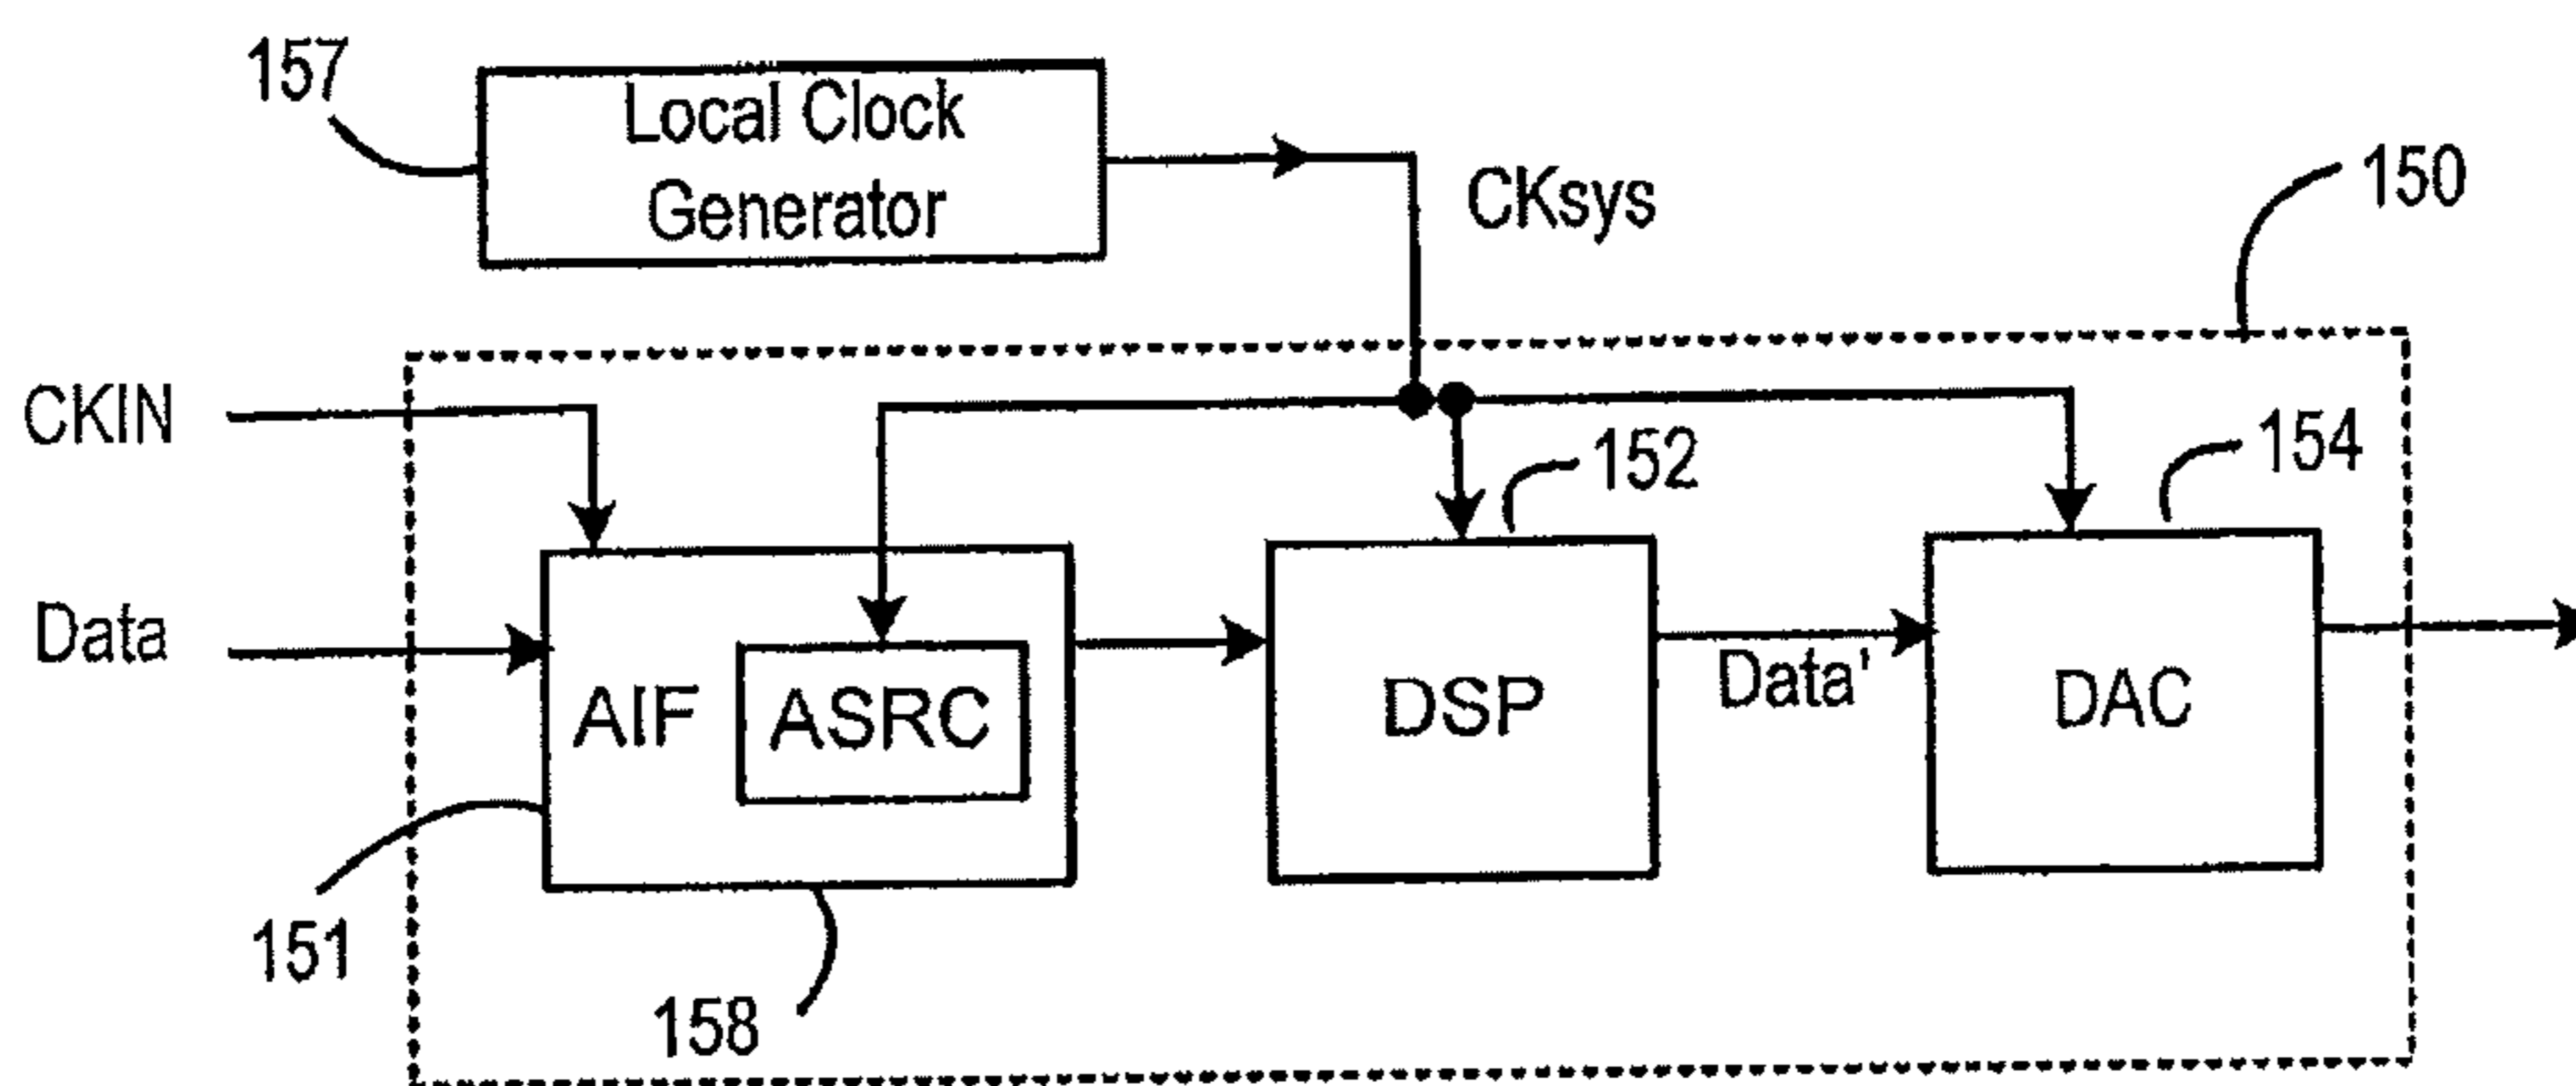 157
Local Clock
Generator
CKsys
150
CKIN
152
154
Data
AIF
ASRC
DSP
Data'
DAC
151
158